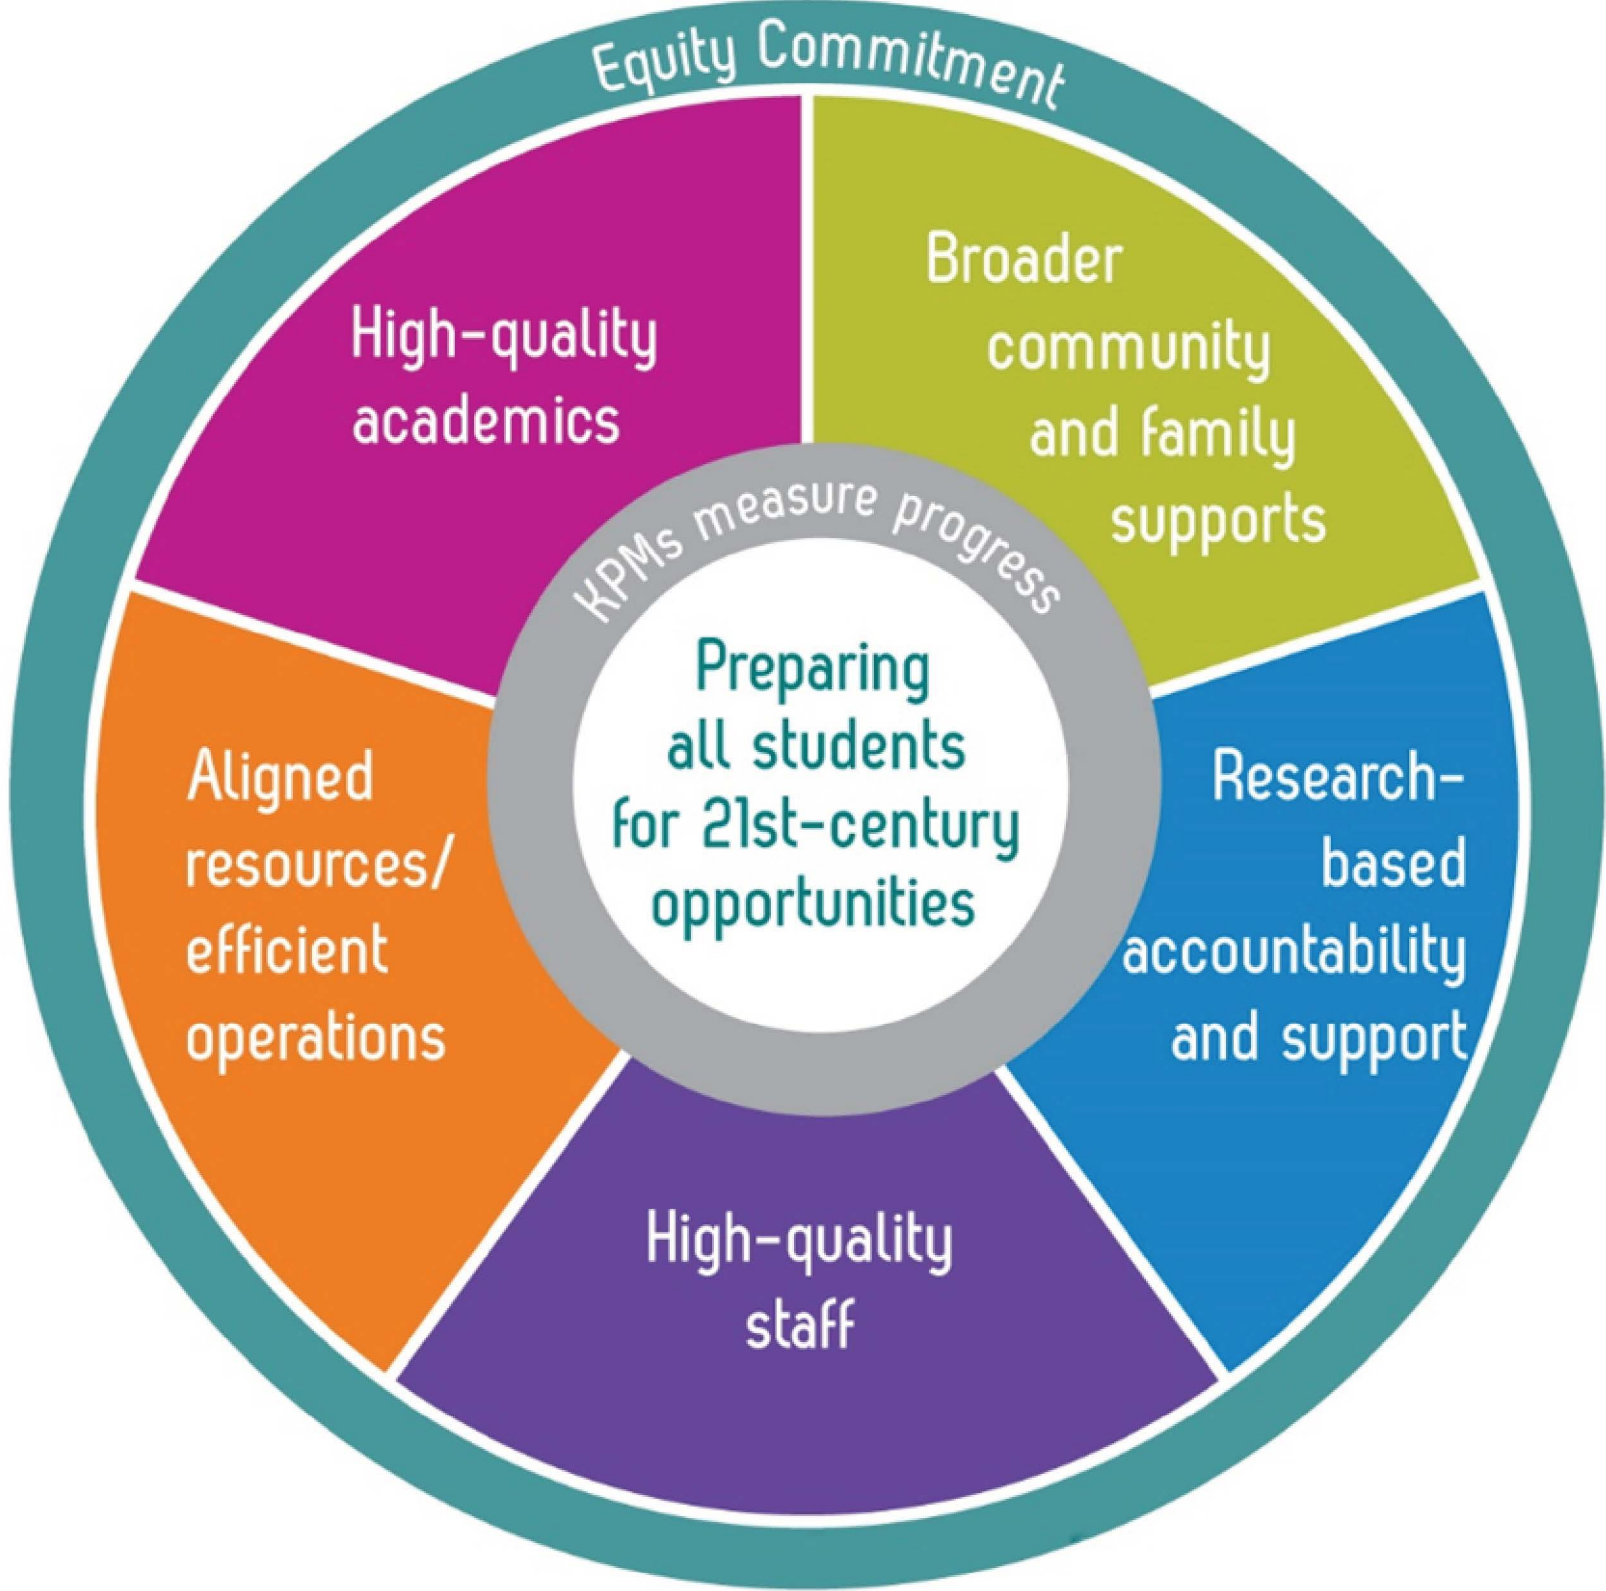 Equity Commitment
High-quality
academics
Broader
community
and family
supports
KPMs measure progress
Preparing
all students
for 21st-century
opportunities
Aligned
resources/
efficient
operations
Research-
based
accountability
and support
High-quality
staff